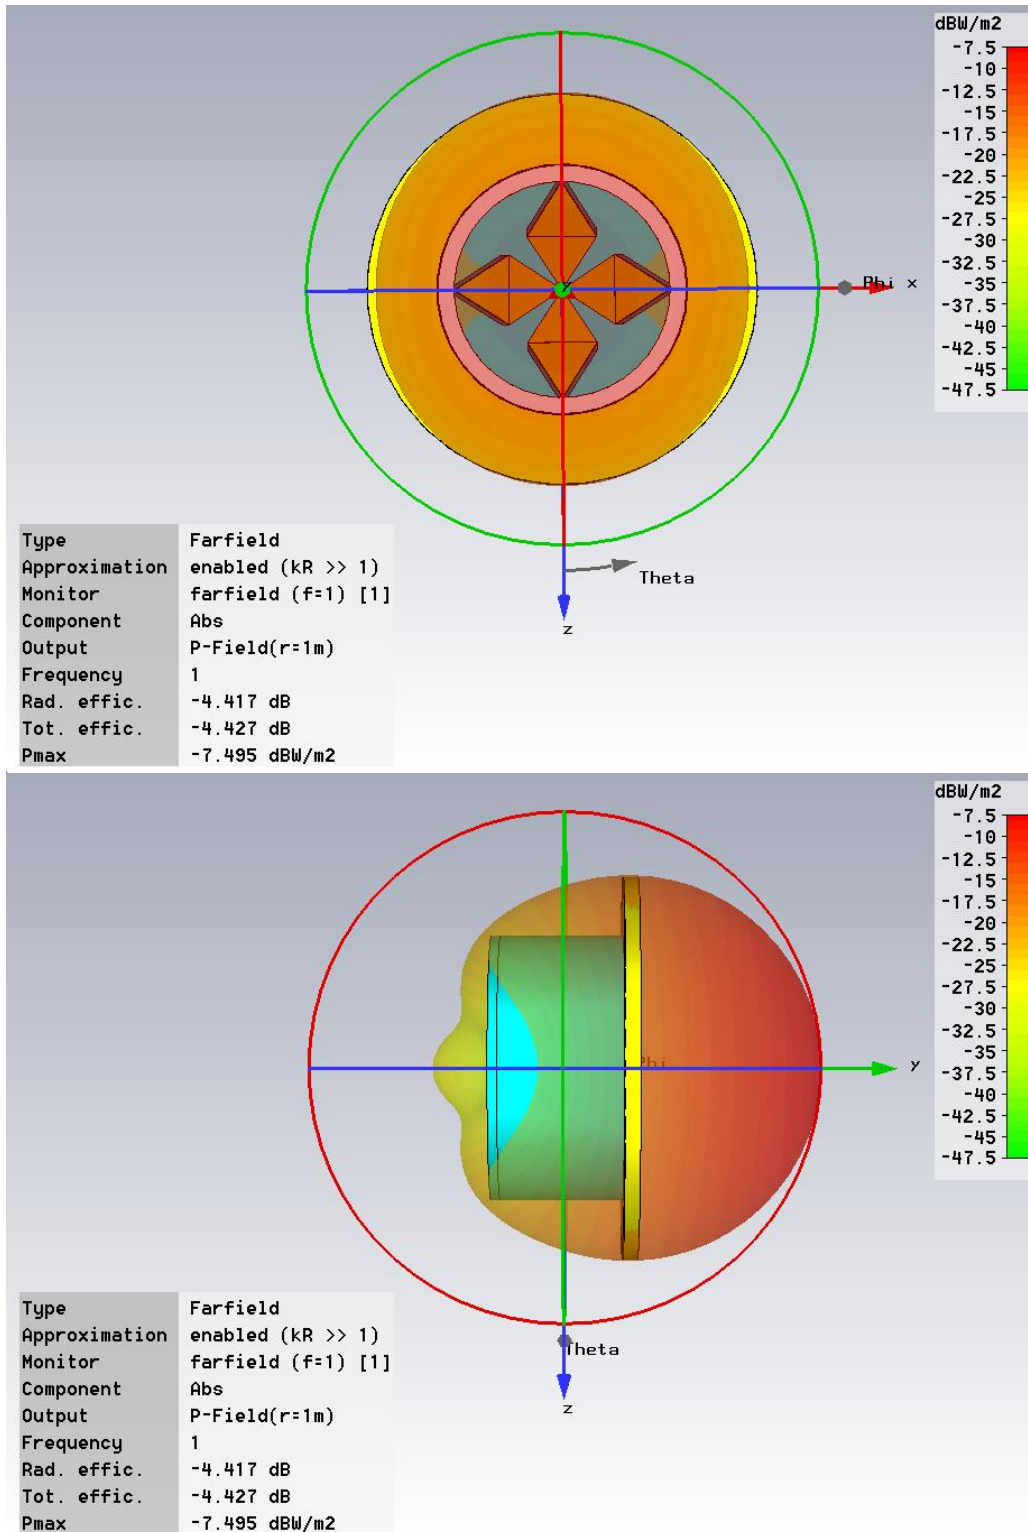 dBW/m2
-7.5
-10
-12.5
-15
-17.5
-20
-22.5
-25
-27.5
-30
-32.5
-35
-37.5
-40
-42.5
-45
-47.5
y
Phi x
Theta
z
Type Farfield
Approximation enabled (kR >> 1)
Monitor farfield (f=1) [1]
Component Abs
Output P-Field(r=1m)
Frequency 1
Rad. effic. -4.417 dB
Tot. effic. -4.427 dB
Pmax -7.495 dBW/m2
dBW/m2
-7.5
-10
-12.5
-15
-17.5
-20
-22.5
-25
-27.5
-30
-32.5
-35
-37.5
-40
-42.5
-45
-47.5
Phi
y
Theta
z
Type Farfield
Approximation enabled (kR >> 1)
Monitor farfield (f=1) [1]
Component Abs
Output P-Field(r=1m)
Frequency 1
Rad. effic. -4.417 dB
Tot. effic. -4.427 dB
Pmax -7.495 dBW/m2